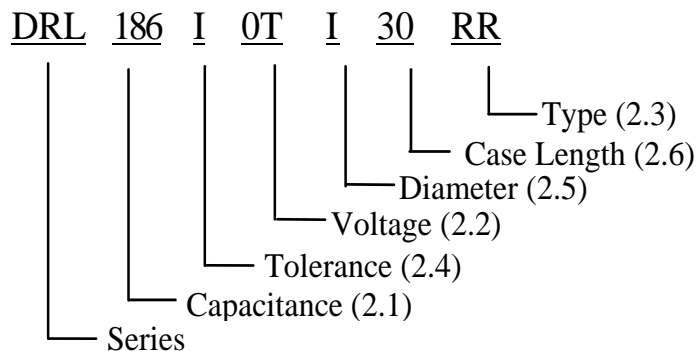 DRL 186 I 0T I 30 RR
Type (2.3)
Case Length (2.6)
Diameter (2.5)
Voltage (2.2)
Tolerance (2.4)
Capacitance (2.1)
Series